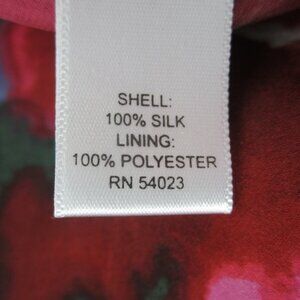 SHELL:
100% SILK
LINING:
100% POLYESTER
RN 54023